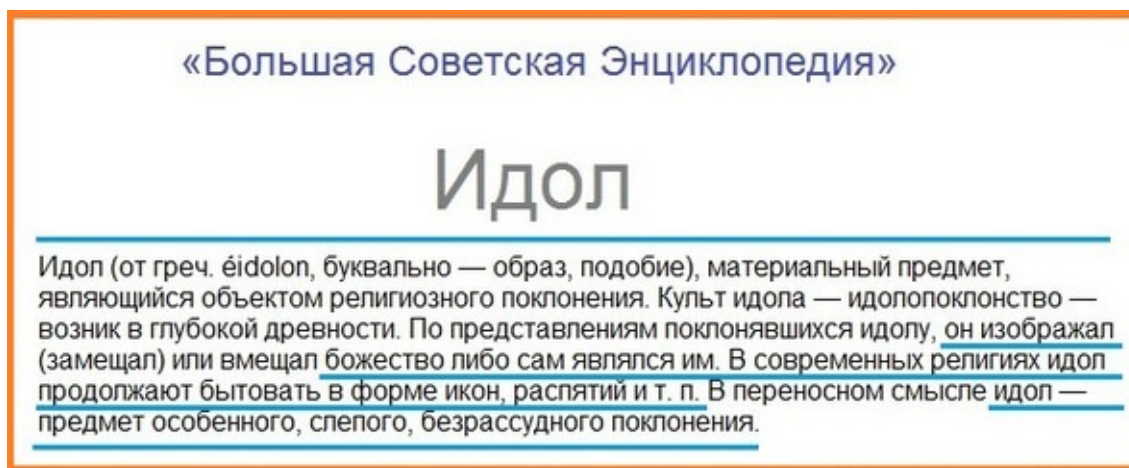 «Большая Советская Энциклопедия»
Идол
Идол (от греч. éidolon, буквально — образ, подобие), материальный предмет,
являющийся объектом религиозного поклонения. Культ идола — идолопоклонство —
возник в глубокой древности. По представлениям поклонявшихся идолу, он изображал
(замещал) или вмещал божество либо сам являлся им. В современных религиях идол
продолжают бытовать в форме икон, распятий и т. п. В переносном смысле идол —
предмет особенного, слепого, безрассудного поклонения.